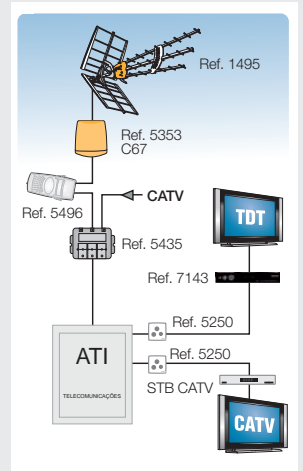 Ref. 1495
Ref. 5353
C67
CATV
Ref. 5496
Ref. 5435
TDT
Ref. 7143
Ref. 5250
ATI
Ref. 5250
TELECOMUNICAÇÕES
STB CATV
CATV